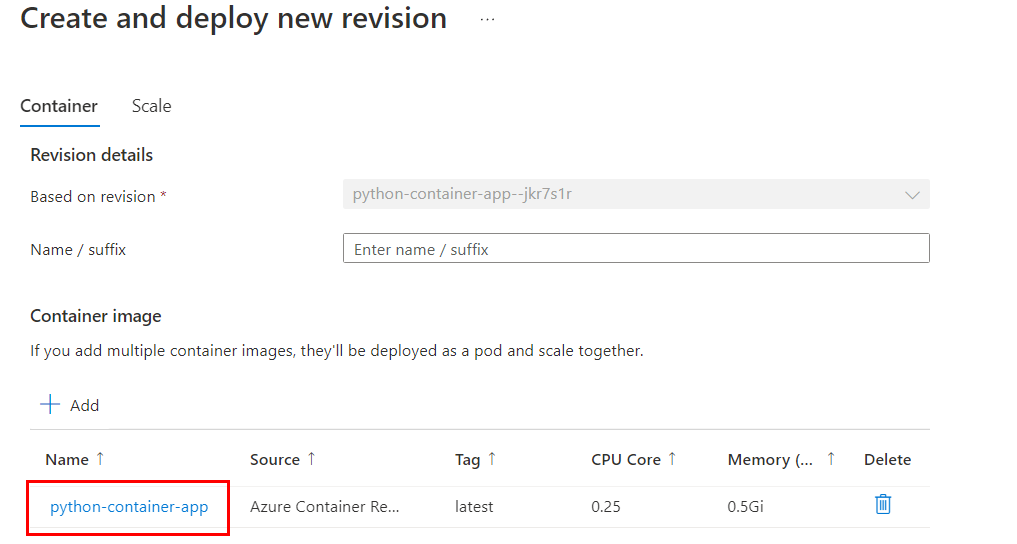 Create and deploy new revision ...
Container Scale
Revision details
Based on revision * python-container-app--jkr7s1r
Name / suffix Enter name / suffix
Container image
If you add multiple container images, they'll be deployed as a pod and scale together.
+ Add
Name ↑ Source ↑ Tag ↑ CPU Core ↑ Memory (... ↑ Delete
python-container-app Azure Container Re... latest 0.25 0.5Gi